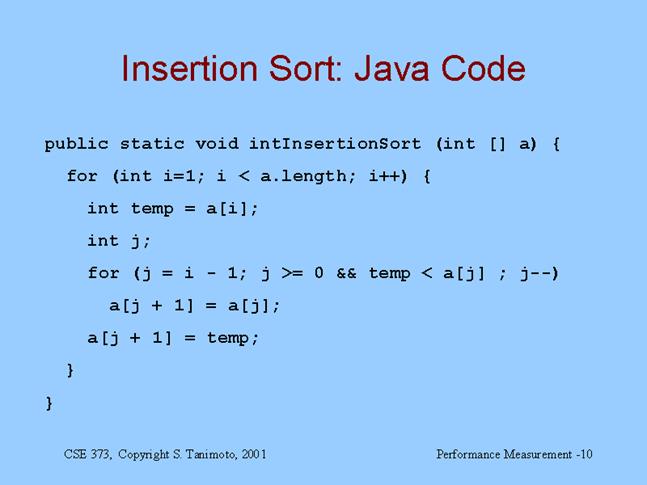 Insertion Sort: Java Code
public static void intInsertionSort (int [] a) {
for (int i=1; i < a.length; i++) {
int temp = a[i];
int j;
for (j = i - 1; j >= 0 && temp < a[j] ; j--)
a[j + 1] = a[j];
a[j + 1] = temp;
}
}
CSE 373, Copyright S. Tanimoto, 2001
Performance Measurement -10